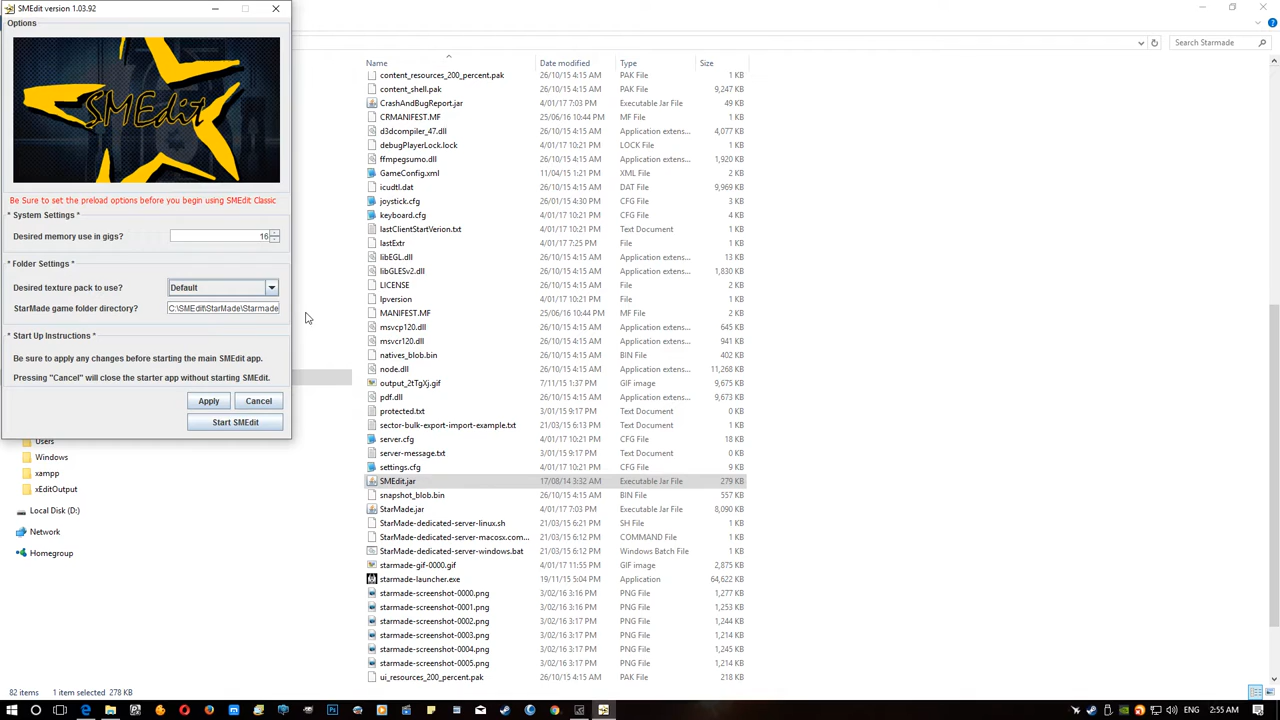 SMEdit version 1.03.92
Options
SMEdit
Be Sure to set the preload options before you begin using SMEdit Classic
* System Settings *
Desired memory use in gigs? 16
* Folder Settings *
Desired texture pack to use? Default
StarMade game folder directory? C:\SMEdit\StarMade\Starmade
* Start Up Instructions *
Be sure to apply any changes before starting the main SMEdit app.
Pressing "Cancel" will close the starter app without starting SMEdit.
Apply Cancel
Start SMEdit
Users
Windows
xampp
xEditOutput
Local Disk (D:)
Network
Homegroup
Search Starmade
Name Date modified Type Size
content_resources_200_percent.pak 26/10/15 4:15 AM PAK File 1 KB
content_shell.pak 26/10/15 4:15 AM PAK File 9,247 KB
CrashAndBugReport.jar 4/01/17 7:03 PM Executable Jar File 49 KB
CRMANIFEST.MF 25/06/16 10:44 PM MF File 1 KB
d3dcompiler_47.dll 26/10/15 4:15 AM Application extens... 4,077 KB
debugPlayerLock.lock 4/01/17 10:21 PM LOCK File 1 KB
ffmpegsumo.dll 26/10/15 4:15 AM Application extens... 1,920 KB
GameConfig.xml 11/04/15 1:21 PM XML File 2 KB
icudtl.dat 26/10/15 4:15 AM DAT File 9,969 KB
joystick.cfg 26/01/15 4:30 PM CFG File 1 KB
keyboard.cfg 4/01/17 10:21 PM CFG File 4 KB
lastClientStartVerion.txt 4/01/17 10:21 PM Text Document 1 KB
lastExtr 4/01/17 7:25 PM File 1 KB
libEGL.dll 26/10/15 4:15 AM Application extens... 13 KB
libGLESv2.dll 26/10/15 4:15 AM Application extens... 1,830 KB
LICENSE 26/10/15 4:15 AM File 2 KB
lpversion 26/10/15 4:15 AM File 1 KB
MANIFEST.MF 25/06/16 10:44 PM MF File 1 KB
msvcp120.dll 26/10/15 4:15 AM Application extens... 645 KB
msvcr120.dll 26/10/15 4:15 AM Application extens... 941 KB
natives_blob.bin 26/10/15 4:15 AM BIN File 402 KB
node.dll 26/10/15 4:15 AM Application extens... 11,268 KB
output_2tTgXj.gif 7/11/15 1:37 PM GIF image 9,675 KB
pdf.dll 26/10/15 4:15 AM Application extens... 9,673 KB
protected.txt 3/01/15 9:17 PM Text Document 1 KB
sector-bulk-export-import-example.txt 21/03/15 6:13 PM Text Document 1 KB
server.cfg 4/01/17 10:21 PM CFG File 18 KB
server-message.txt 3/01/15 9:17 PM Text Document 0 KB
settings.cfg 4/01/17 10:21 PM CFG File 9 KB
SMEdit.jar 17/08/14 3:32 AM Executable Jar File 279 KB
snapshot_blob.bin 26/10/15 4:15 AM BIN File 557 KB
StarMade.jar 4/01/17 7:03 PM Executable Jar File 8,090 KB
StarMade-dedicated-server-linux.sh 21/03/15 6:21 PM SH File 1 KB
StarMade-dedicated-server-macosx.com... 21/03/15 6:12 PM COMMAND File 1 KB
StarMade-dedicated-server-windows.bat 21/03/15 6:12 PM Windows Batch File 1 KB
starmade-gif-0000.gif 4/01/17 11:55 PM GIF image 2,875 KB
starmade-launcher.exe 19/11/15 5:04 PM Application 64,622 KB
starmade-screenshot-0000.png 3/02/16 3:16 PM PNG File 1,277 KB
starmade-screenshot-0001.png 3/02/16 3:16 PM PNG File 1,253 KB
starmade-screenshot-0002.png 3/02/16 3:17 PM PNG File 1,244 KB
starmade-screenshot-0003.png 3/02/16 3:17 PM PNG File 1,246 KB
starmade-screenshot-0004.png 3/02/16 3:17 PM PNG File 1,245 KB
starmade-screenshot-0005.png 3/02/16 3:17 PM PNG File 1,249 KB
ui_resources_200_percent.pak 26/10/15 4:15 AM PAK File 218 KB
82 items 1 item selected 278 KB
2:55 AM